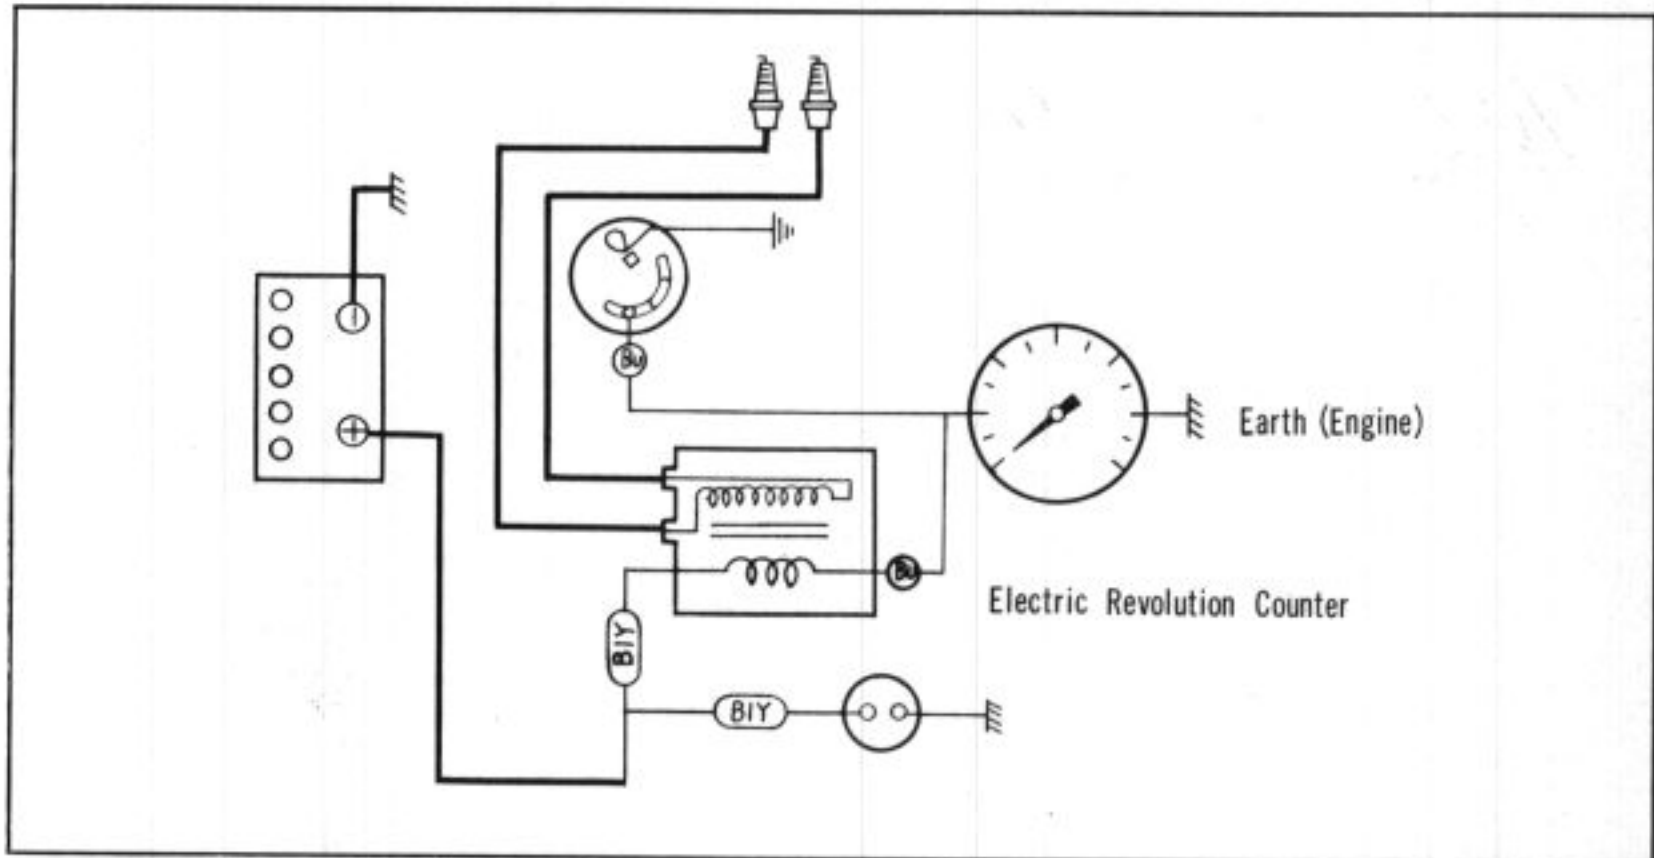 Bu
Earth (Engine)
Bu
Electric Revolution Counter
BIY
BIY